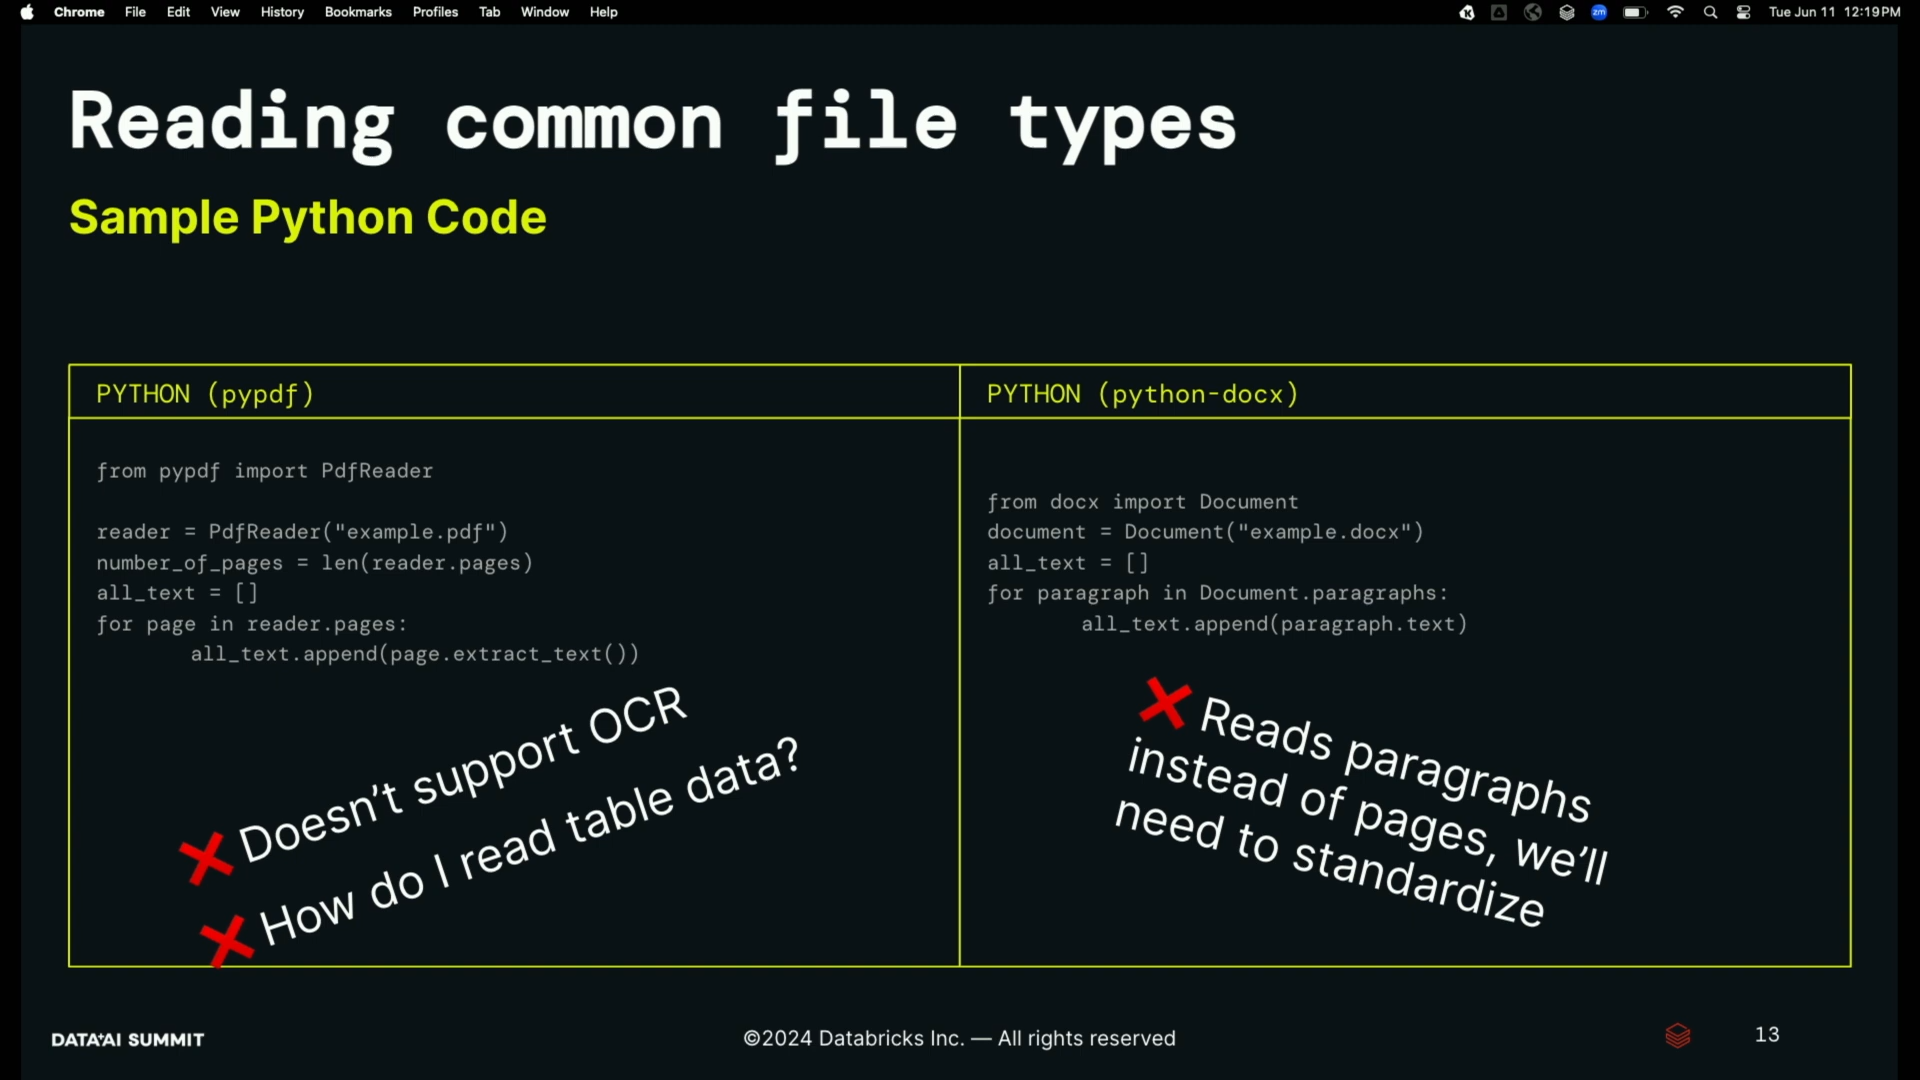 Chrome File Edit View History Bookmarks Profiles Tab Window Help zm Tue Jun 11 12:19 PM
Reading common file types
Sample Python Code
PYTHON (pypdf)
from pypdf import PdfReader
reader = PdfReader("example.pdf")
number_of_pages = len(reader.pages)
all_text = []
for page in reader.pages:
all_text.append(page.extract_text())
❌ Doesn't support OCR
❌ How do I read table data?
PYTHON (python-docx)
from docx import Document
document = Document("example.docx")
all_text = []
for paragraph in Document.paragraphs:
all_text.append(paragraph.text)
❌ Reads paragraphs
instead of pages, we'll
need to standardize
DATA+AI SUMMIT
©2024 Databricks Inc. — All rights reserved
13